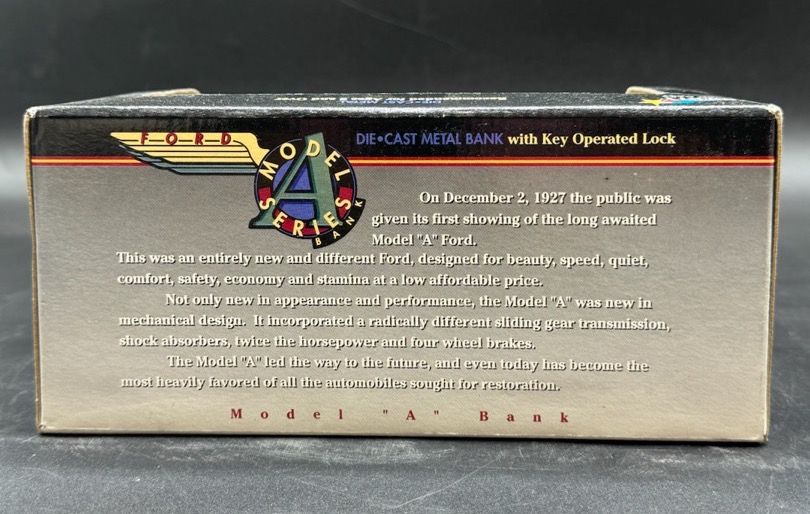 DIE•CAST METAL
FORD
MODEL A SERIES BANK
DIE•CAST METAL BANK with Key Operated Lock
On December 2, 1927 the public was
given its first showing of the long awaited
Model "A" Ford.
This was an entirely new and different Ford, designed for beauty, speed, quiet,
comfort, safety, economy and stamina at a low affordable price.
Not only new in appearance and performance, the Model "A" was new in
mechanical design. It incorporated a radically different sliding gear transmission,
shock absorbers, twice the horsepower and four wheel brakes.
The Model "A" led the way to the future, and even today has become the
most heavily favored of all the automobiles sought for restoration.
Model "A" Bank